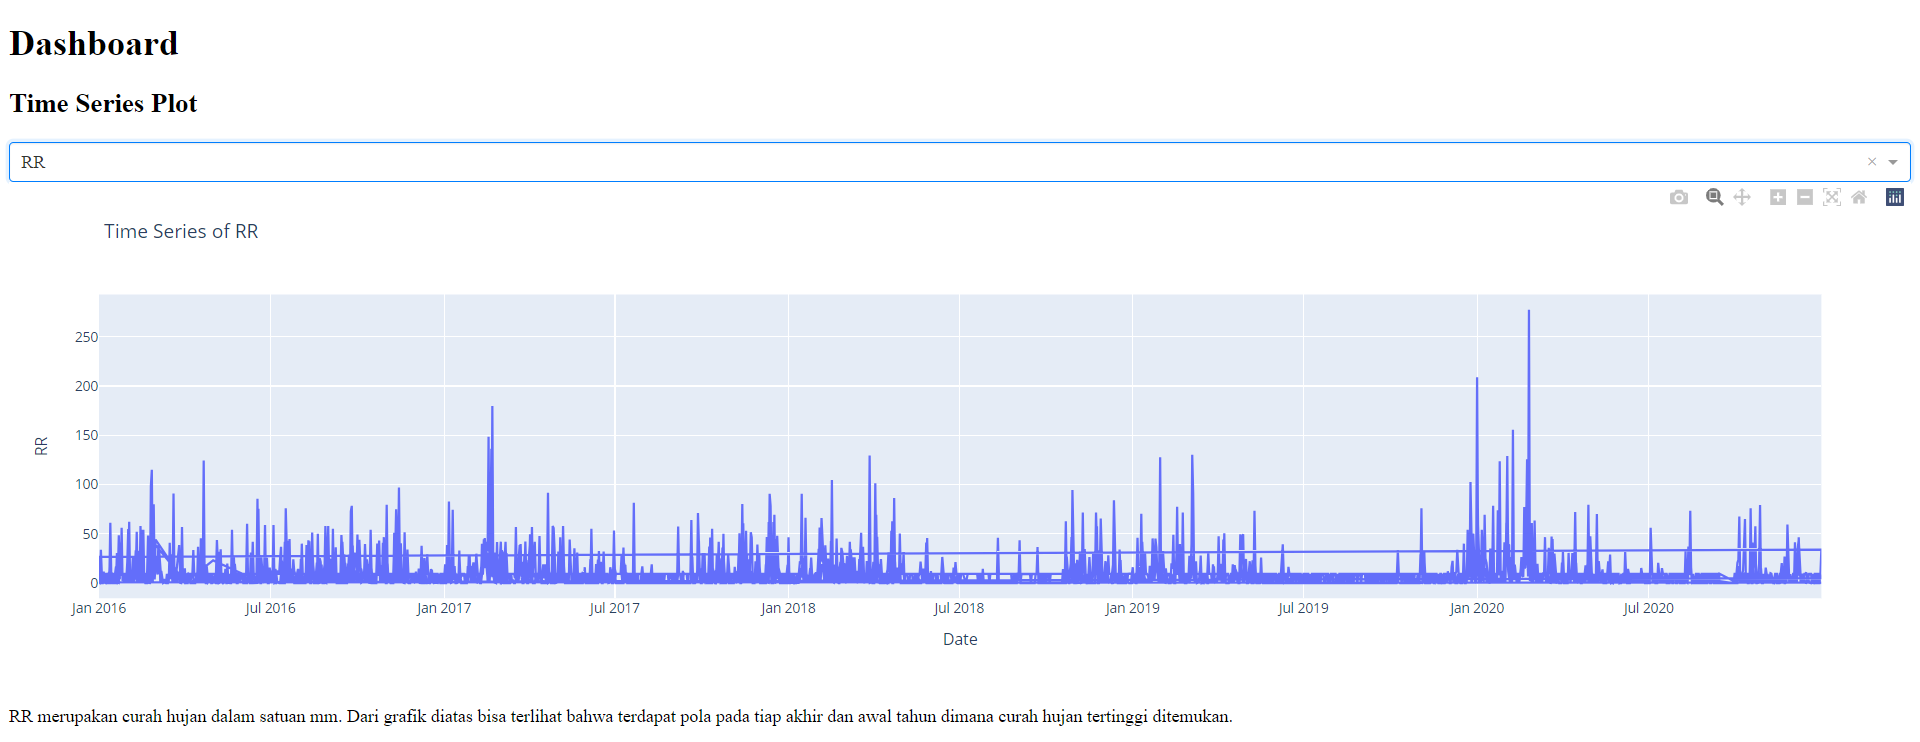 Dashboard
Time Series Plot
RR
Time Series of RR
250
200
150
100
50
0
RR
Jan 2016 Jul 2016 Jan 2017 Jul 2017 Jan 2018 Jul 2018 Jan 2019 Jul 2019 Jan 2020 Jul 2020
Date
RR merupakan curah hujan dalam satuan mm. Dari grafik diatas bisa terlihat bahwa terdapat pola pada tiap akhir dan awal tahun dimana curah hujan tertinggi ditemukan.